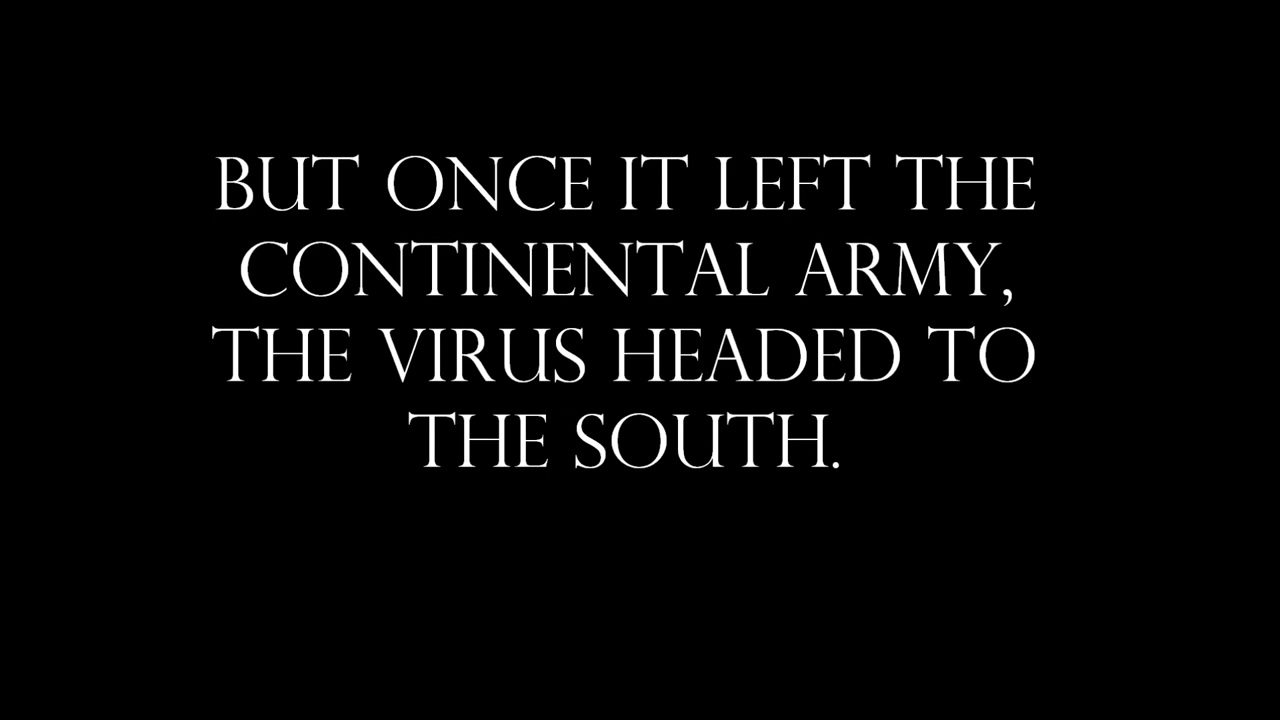 BUT ONCE IT LEFT THE
CONTINENTAL ARMY,
THE VIRUS HEADED TO
THE SOUTH.